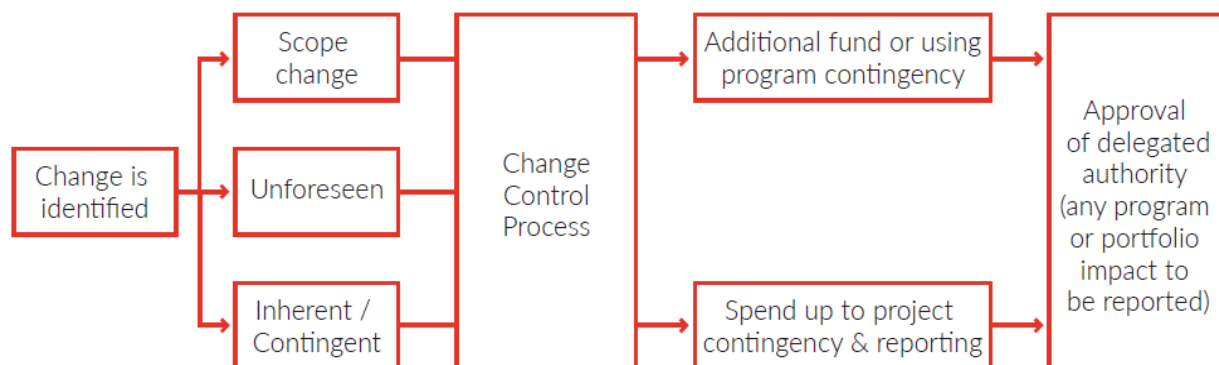 Change is
identified
Scope
change
Unforeseen
Inherent /
Contingent
Change
Control
Process
Additional fund or using
program contingency
Spend up to project
contingency & reporting
Approval
of delegated
authority
(any program
or portfolio
impact to
be reported)